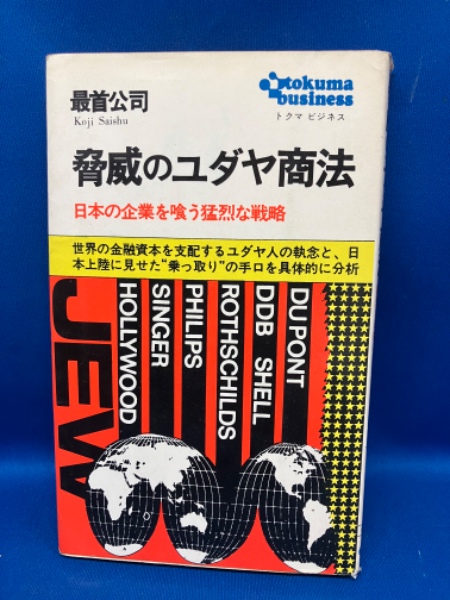 tokuma
business
トクマ ビジネス
最首公司
Koji Saishu
脅威のユダヤ商法
日本の企業を喰う猛烈な戦略
世界の金融資本を支配するユダヤ人の執念と、日
本上陸に見せた“乗っ取り”の手口を具体的に分析
JEW
HOLLYWOOD
SINGER
PHILIPS
ROTHSCHILDS
DDB SHELL
DU PONT